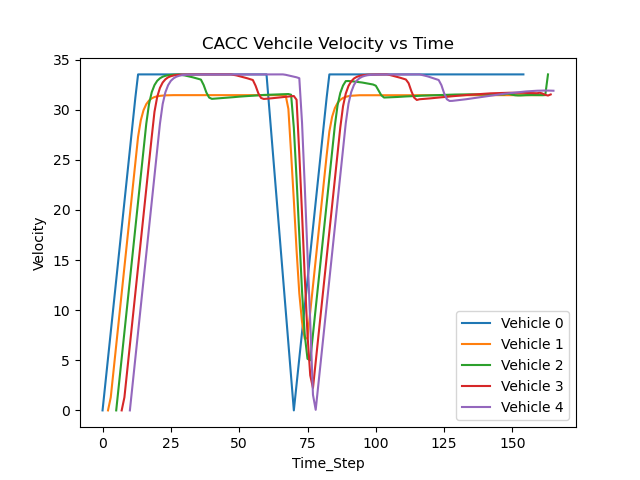 CACC Vehcile Velocity vs Time
35
30
25
20
15
10
5
0
Velocity
0 25 50 75 100 125 150
Time_Step
Vehicle 0
Vehicle 1
Vehicle 2
Vehicle 3
Vehicle 4